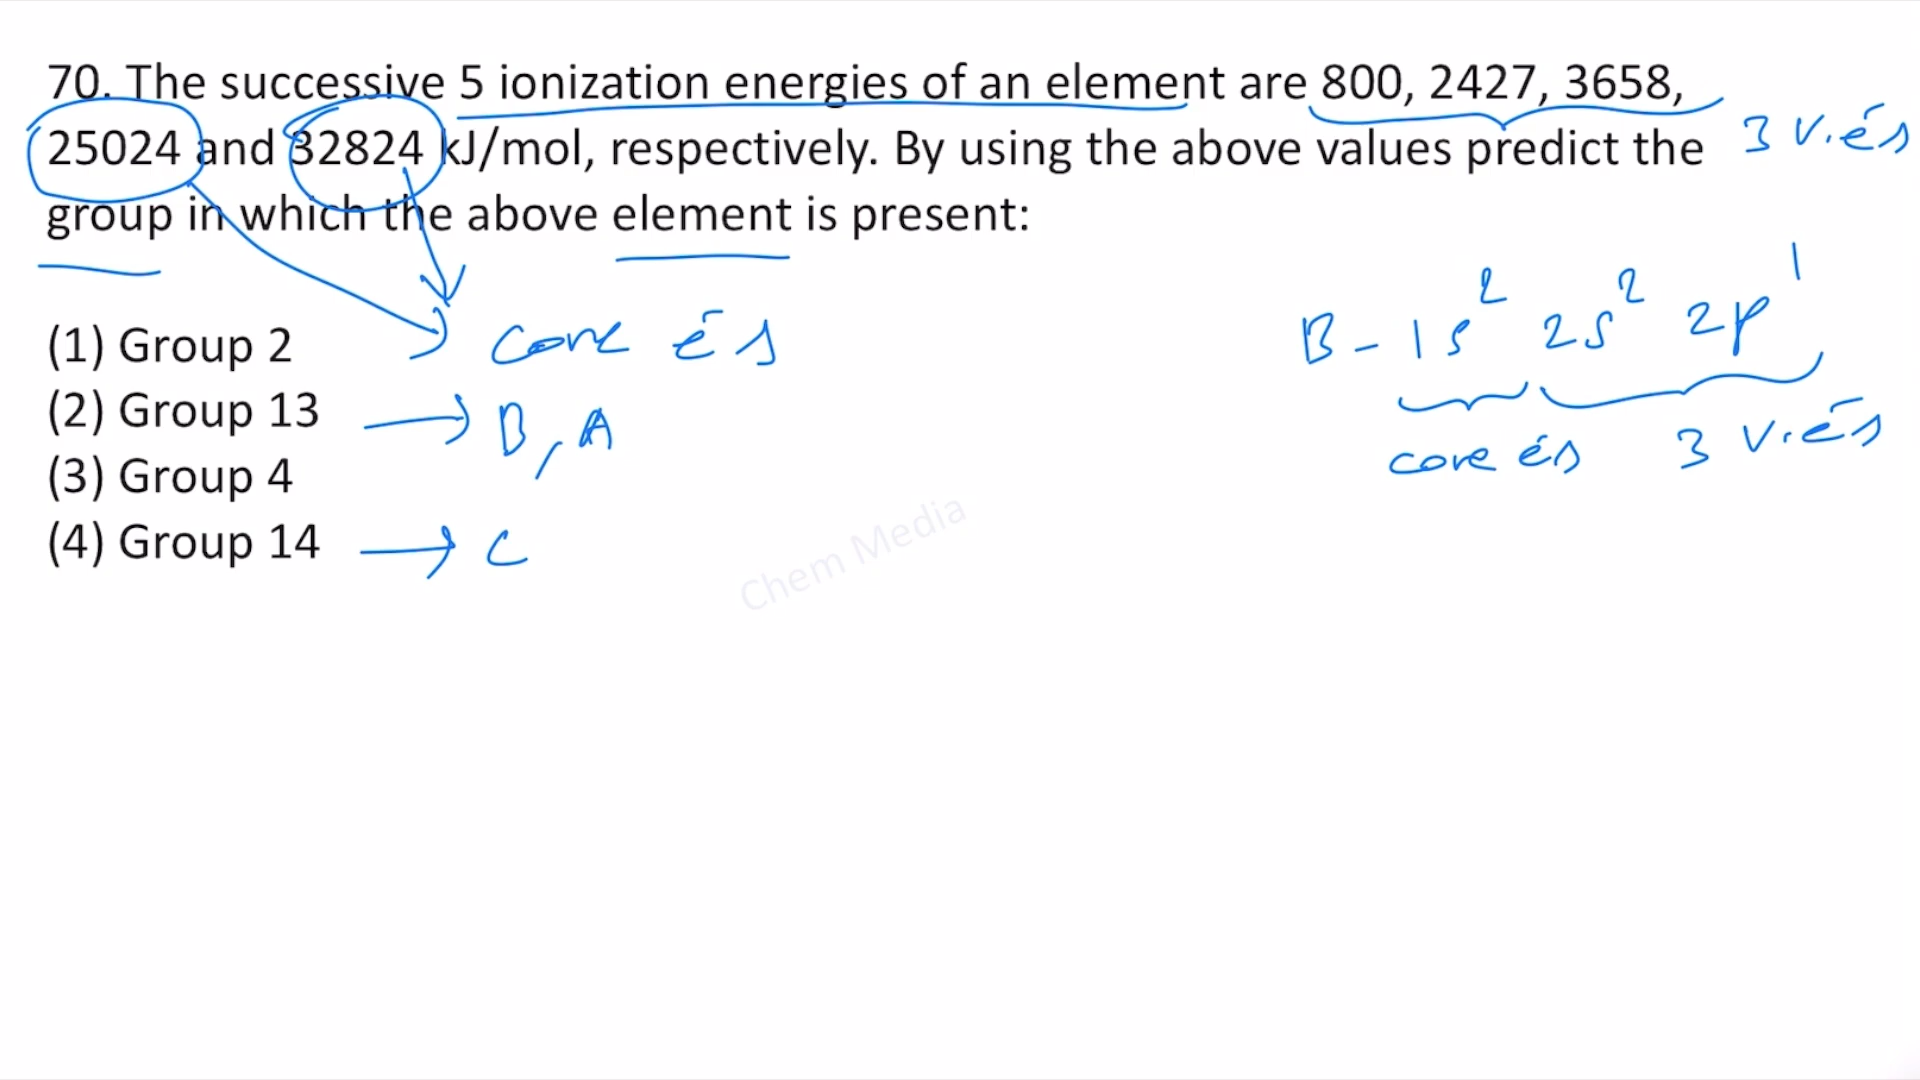 70. The successive 5 ionization energies of an element are 800, 2427, 3658,
25024 and 32824 kJ/mol, respectively. By using the above values predict the
3 v.és
group in which the above element is present:
(1) Group 2
core és
B - 1s² 2s² 2p¹
(2) Group 13 → B, A
core és 3 v.és
(3) Group 4
(4) Group 14 → C
Chem Media